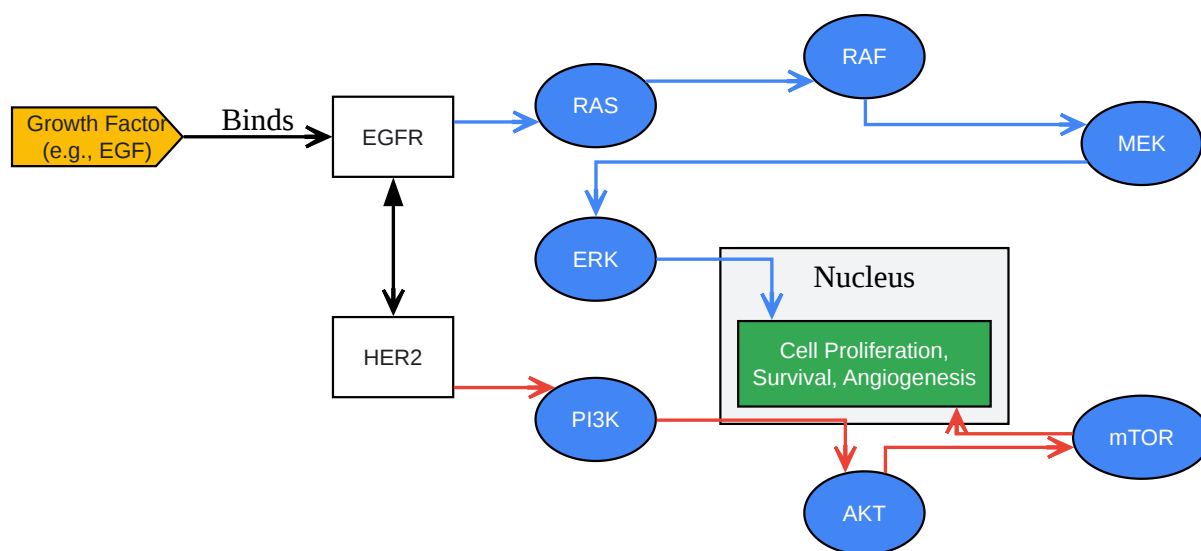 Growth Factor
(e.g., EGF)
Binds
EGFR
RAS
RAF
MEK
ERK
Nucleus
Cell Proliferation,
Survival, Angiogenesis
HER2
PI3K
AKT
mTOR